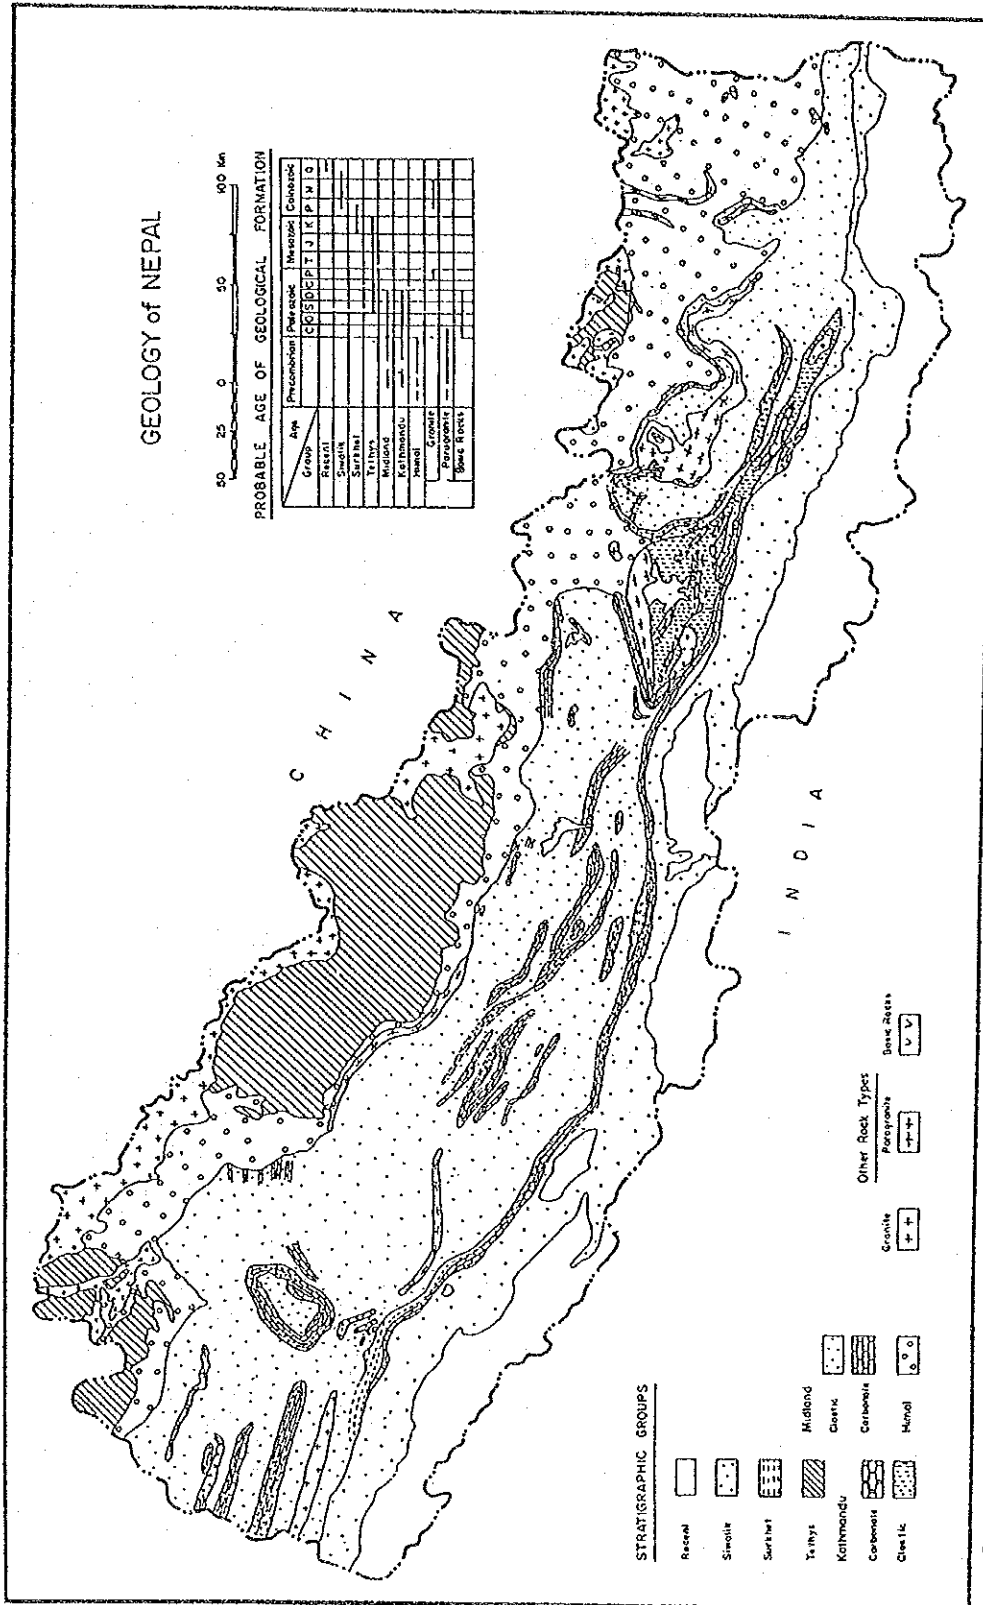 GEOLOGY of NEPAL
50 25 0 50 100 Km
PROBABLE AGE OF GEOLOGICAL FORMATION
Age Precambrian Paleozoic Mesozoic Coinozoic
Group C O S D C P T J K P N Q
Recent
Siwalik
Surkhet
Tethys
Midland
Kathmandu
Himal
Granite
Paragranite
Basic Rocks
C H I N A
I N D I A
STRATIGRAPHIC GROUPS
Recent
Siwalik
Surkhet
Tethys
Kathmandu
Carbonate
Clastic
Midland
Clastic
Carbonate
Himal
Other Rock Types
Granite
Paragranite
Basic Rocks